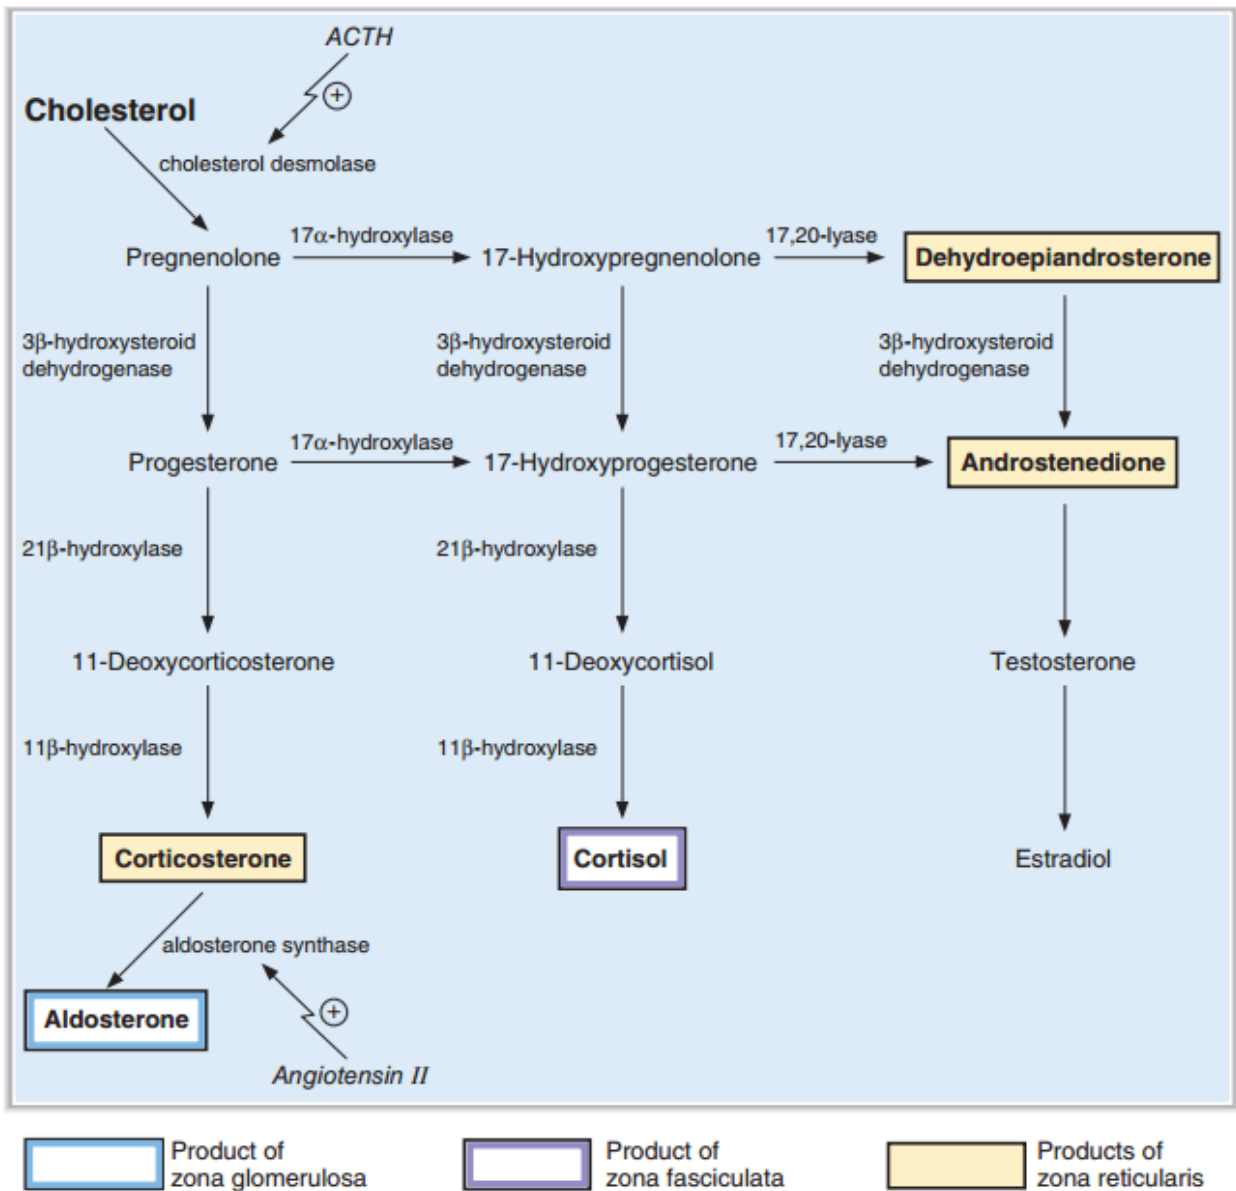 ACTH
+
Cholesterol
cholesterol desmolase
Pregnenolone
17α-hydroxylase
17-Hydroxypregnenolone
17,20-lyase
Dehydroepiandrosterone
3β-hydroxysteroid
dehydrogenase
3β-hydroxysteroid
dehydrogenase
3β-hydroxysteroid
dehydrogenase
Progesterone
17α-hydroxylase
17-Hydroxyprogesterone
17,20-lyase
Androstenedione
21β-hydroxylase
21β-hydroxylase
11-Deoxycorticosterone
11-Deoxycortisol
Testosterone
11β-hydroxylase
11β-hydroxylase
Corticosterone
Cortisol
Estradiol
aldosterone synthase
Aldosterone
+
Angiotensin II
Product of
zona glomerulosa
Product of
zona fasciculata
Products of
zona reticularis